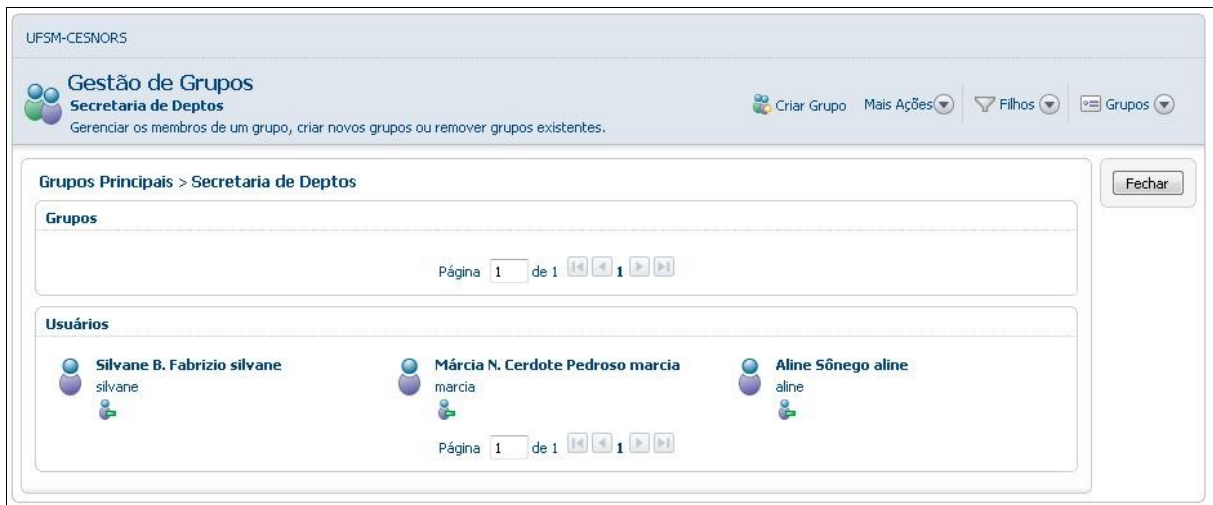 UFSM-CESNORS
Gestão de Grupos
Secretaria de Deptos
Gerenciar os membros de um grupo, criar novos grupos ou remover grupos existentes.
Criar Grupo Mais Ações Filhos Grupos
Grupos Principais > Secretaria de Deptos
Fechar
Grupos
Página 1 de 1 1
Usuários
Silvane B. Fabrizio silvane
silvane
Márcia N. Cerdote Pedroso marcia
marcia
Aline Sônego aline
aline
Página 1 de 1 1